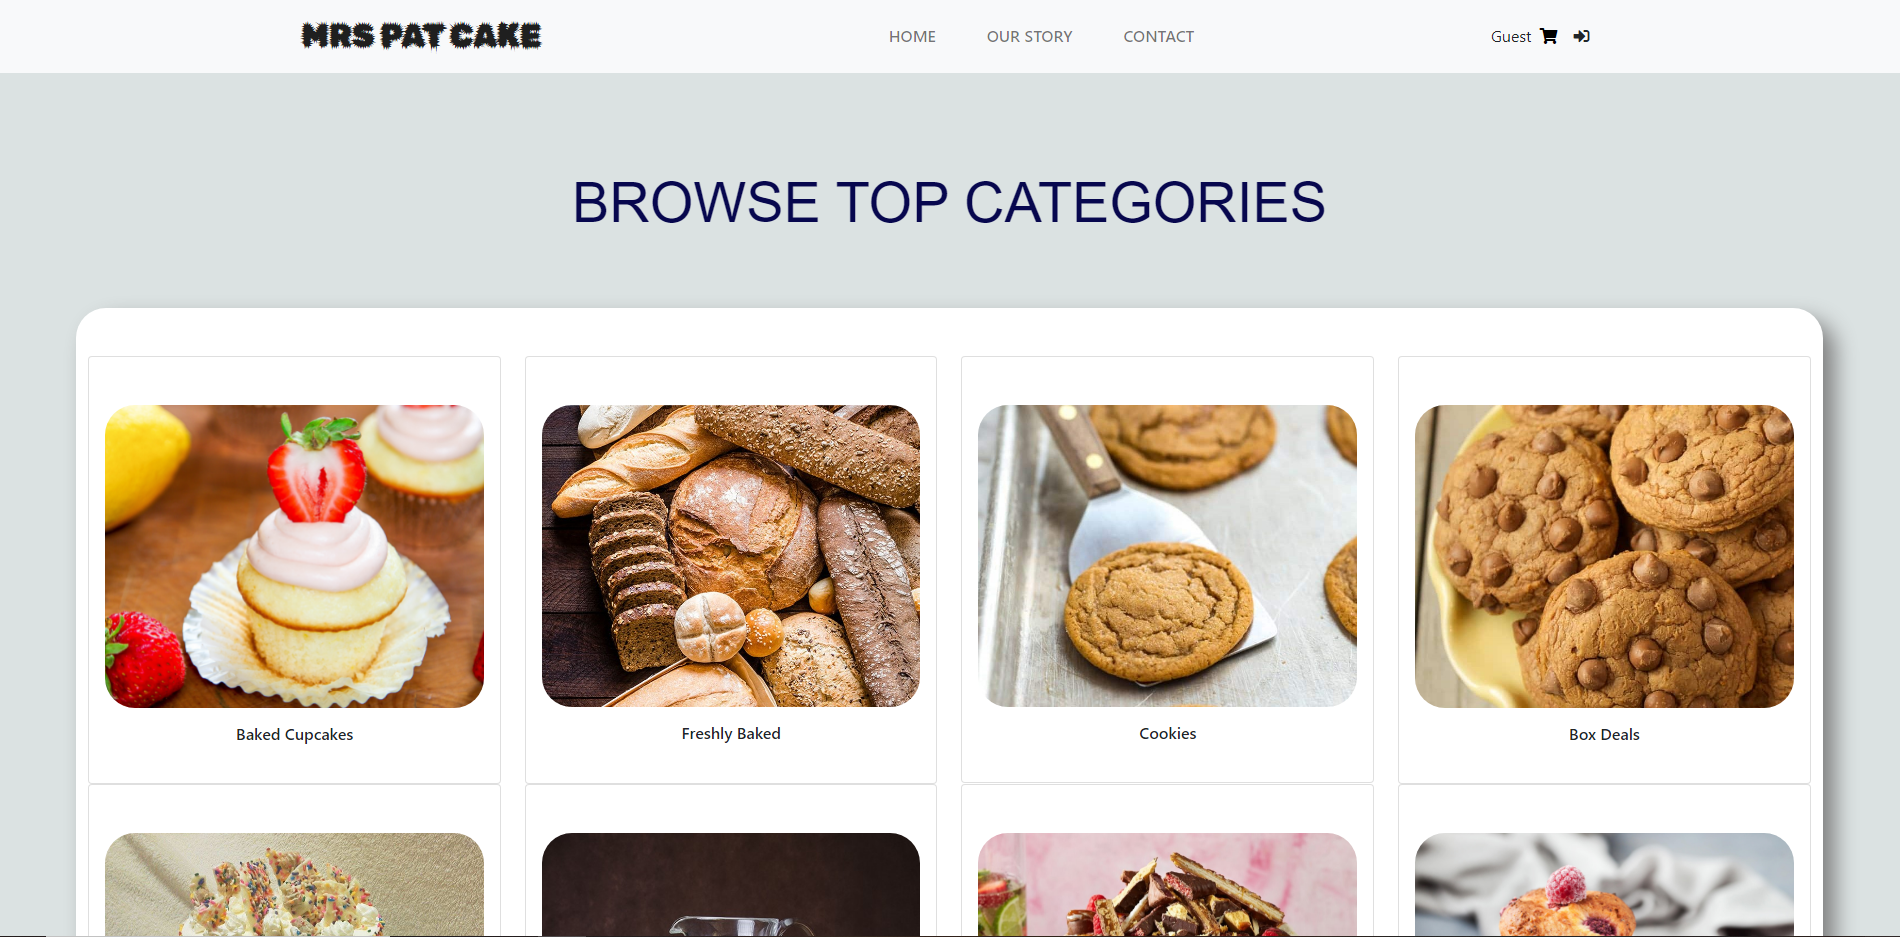 MRS PAT CAKE
HOME OUR STORY CONTACT
Guest
BROWSE TOP CATEGORIES
Baked Cupcakes
Freshly Baked
Cookies
Box Deals